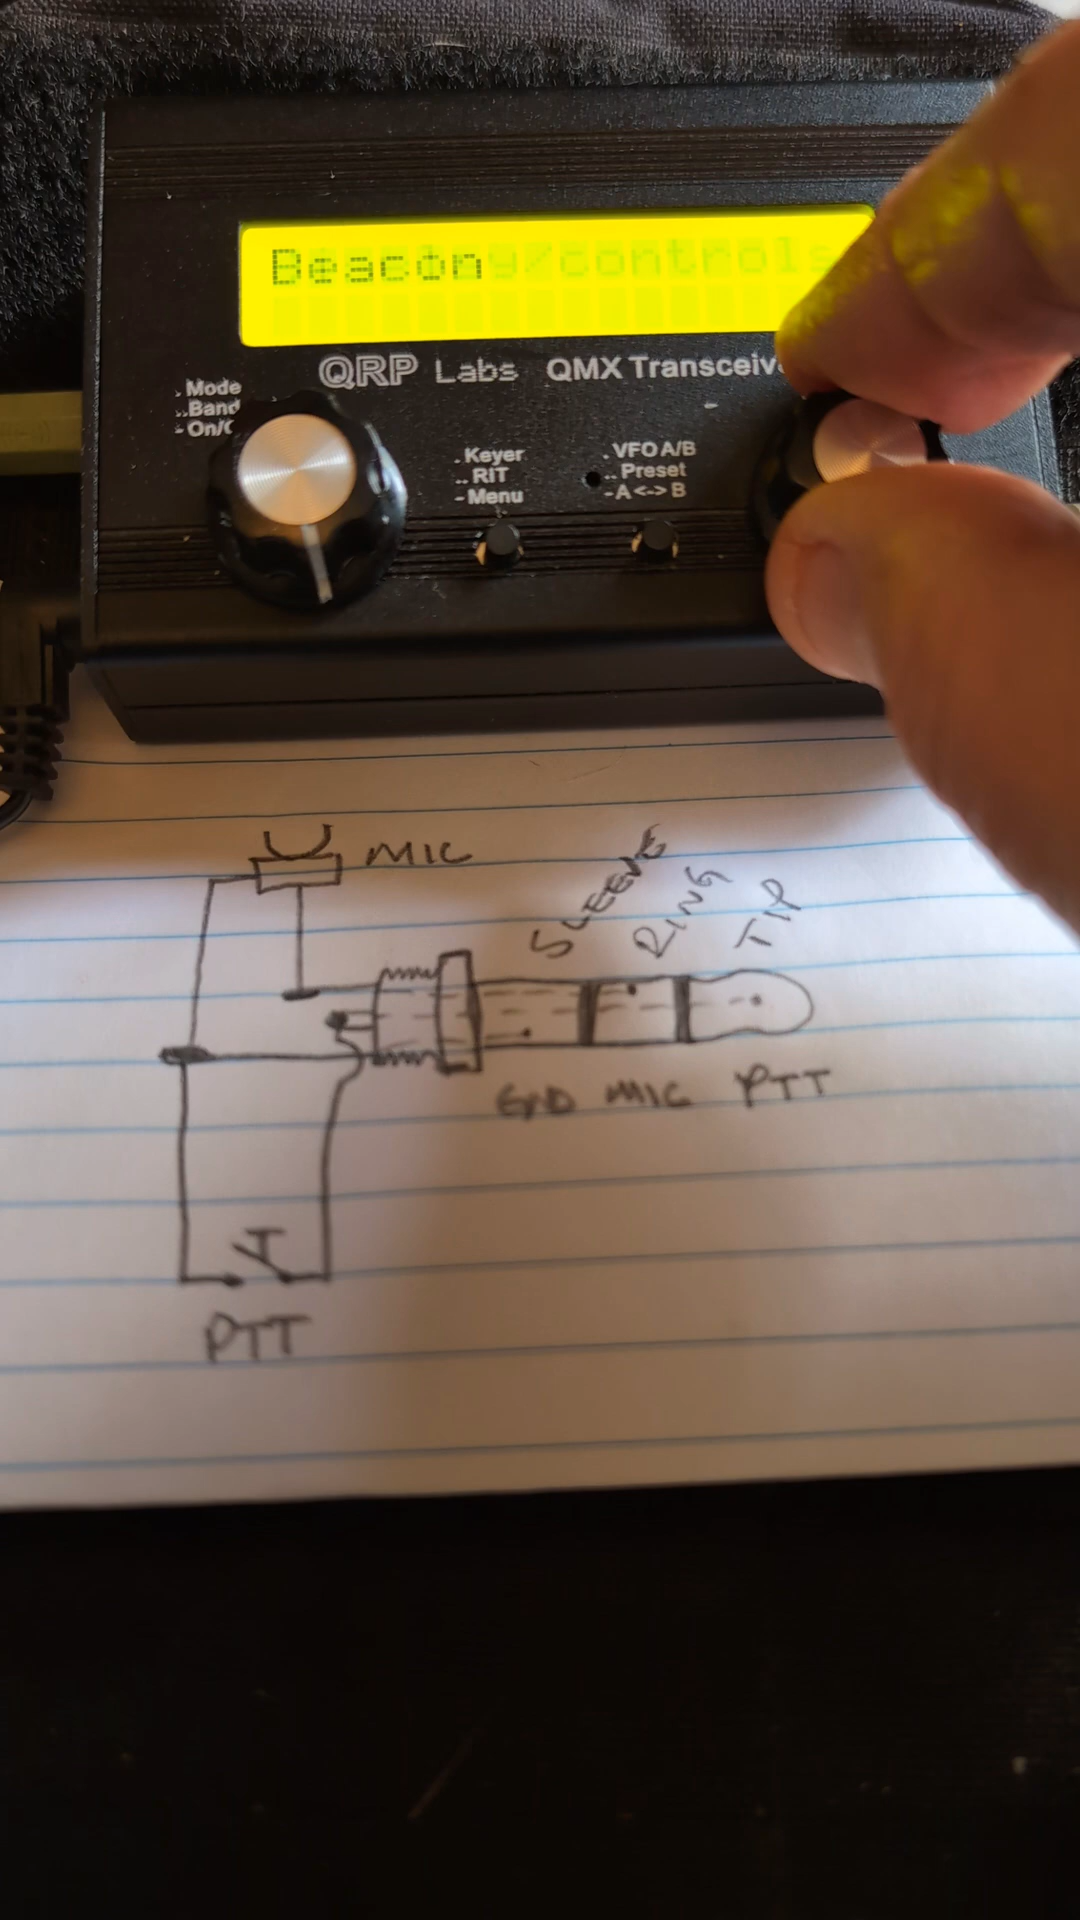 Beacon
QRP Labs QMX Transceiv
. Mode
.. Band
- On/
. Keyer
.. RIT
- Menu
. VFO A/B
.. Preset
- A <-> B
MIC
SLEEVE
RING
TIP
GND MIC PTT
PTT